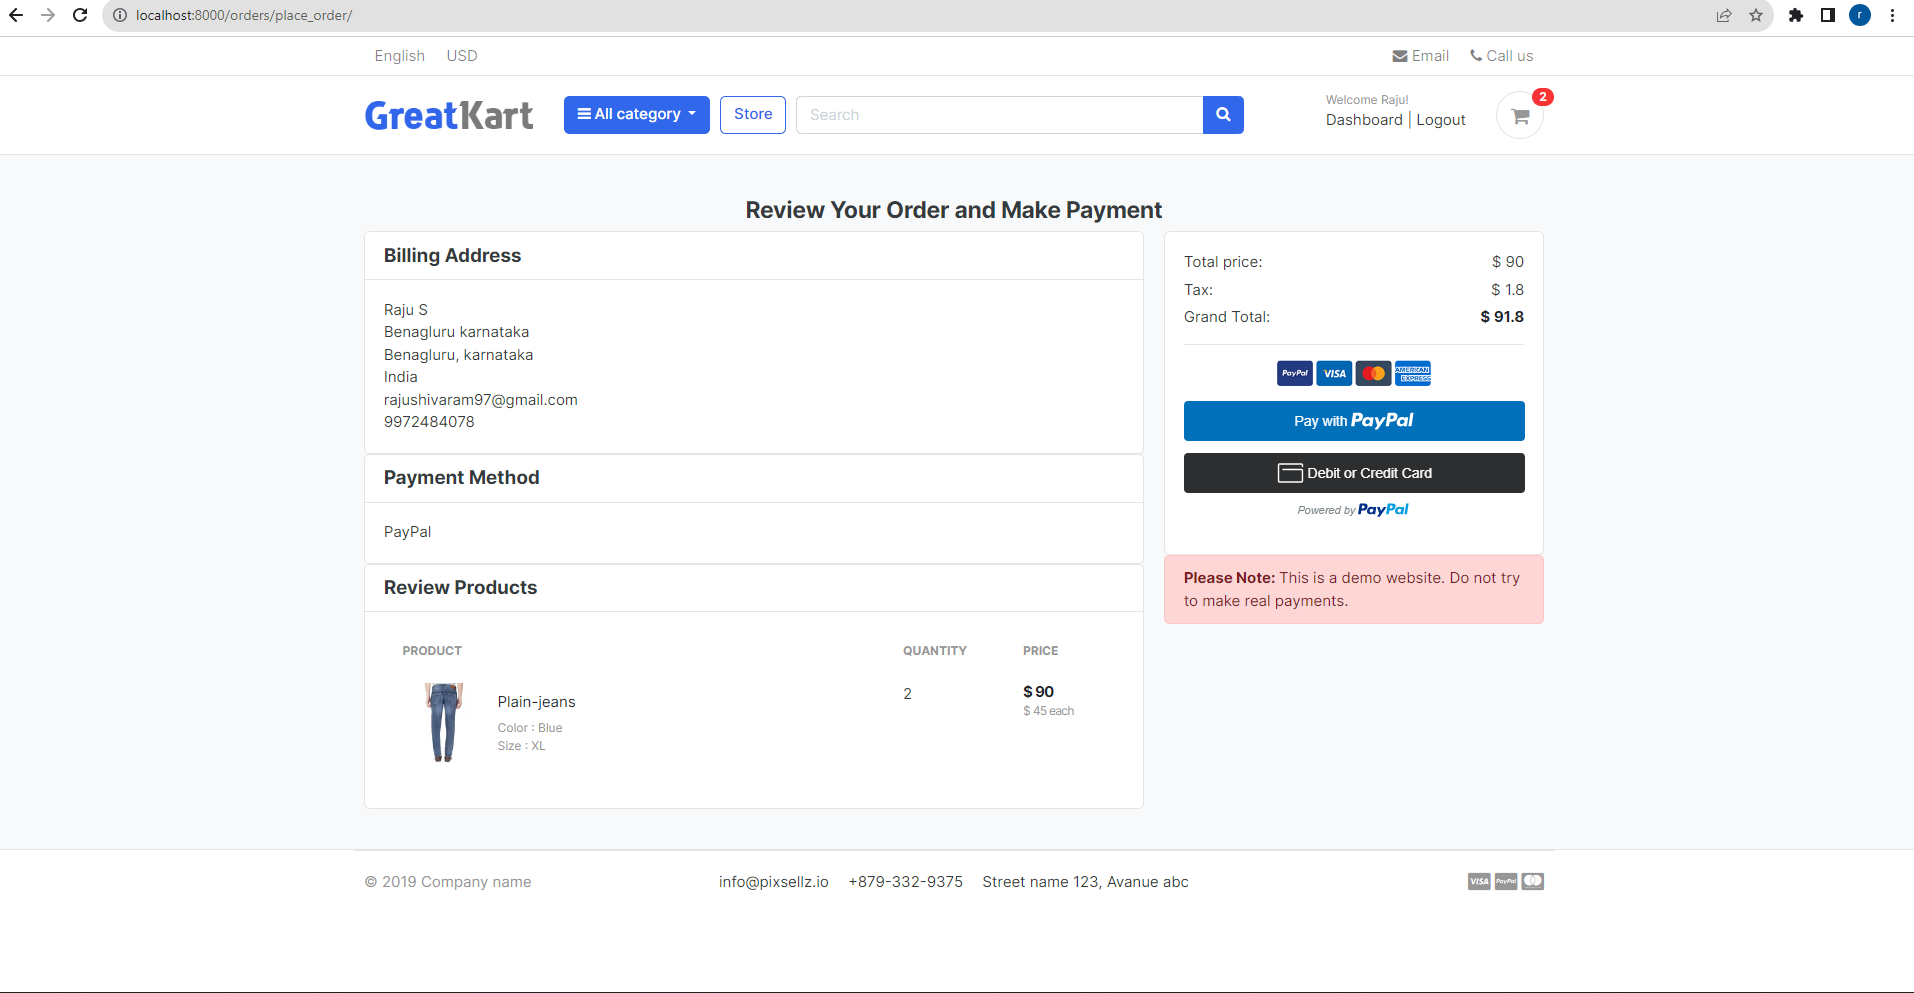 localhost:8000/orders/place_order/
r
English USD Email Call us
GreatKart All category Store Search Welcome Raju! 2
Dashboard | Logout
Review Your Order and Make Payment
Billing Address
Raju S
Benagluru karnataka
Benagluru, karnataka
India
rajushivaram97@gmail.com
9972484078
Payment Method
PayPal
Review Products
PRODUCT QUANTITY PRICE
Plain-jeans 2 $ 90
$ 45 each
Color : Blue
Size : XL
Total price: $ 90
Tax: $ 1.8
Grand Total: $ 91.8
PayPal VISA AMERICAN EXPRESS
Pay with PayPal
Debit or Credit Card
Powered by PayPal
Please Note: This is a demo website. Do not try
to make real payments.
© 2019 Company name info@pixsellz.io +879-332-9375 Street name 123, Avanue abc VISA PayPal